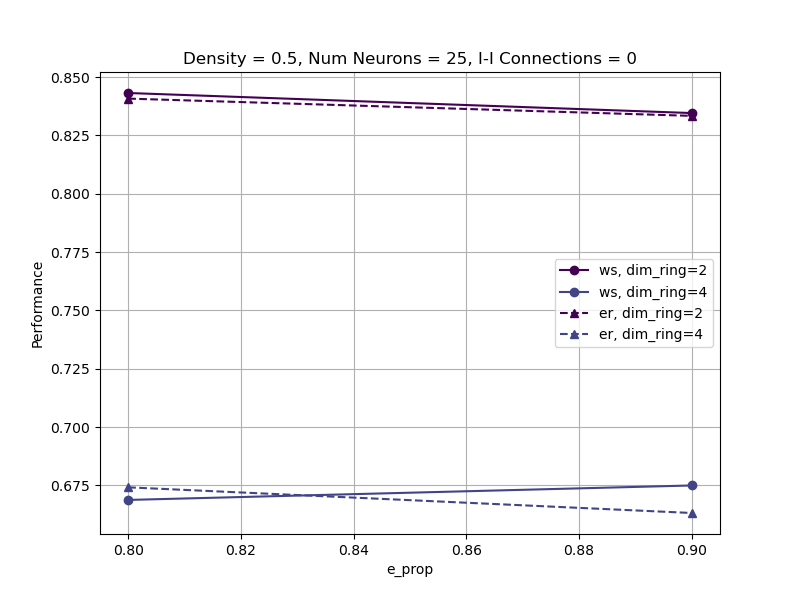 Density = 0.5, Num Neurons = 25, I-I Connections = 0
0.850
0.825
0.800
0.775
0.750
0.725
0.700
0.675
Performance
ws, dim_ring=2
ws, dim_ring=4
er, dim_ring=2
er, dim_ring=4
0.80 0.82 0.84 0.86 0.88 0.90
e_prop